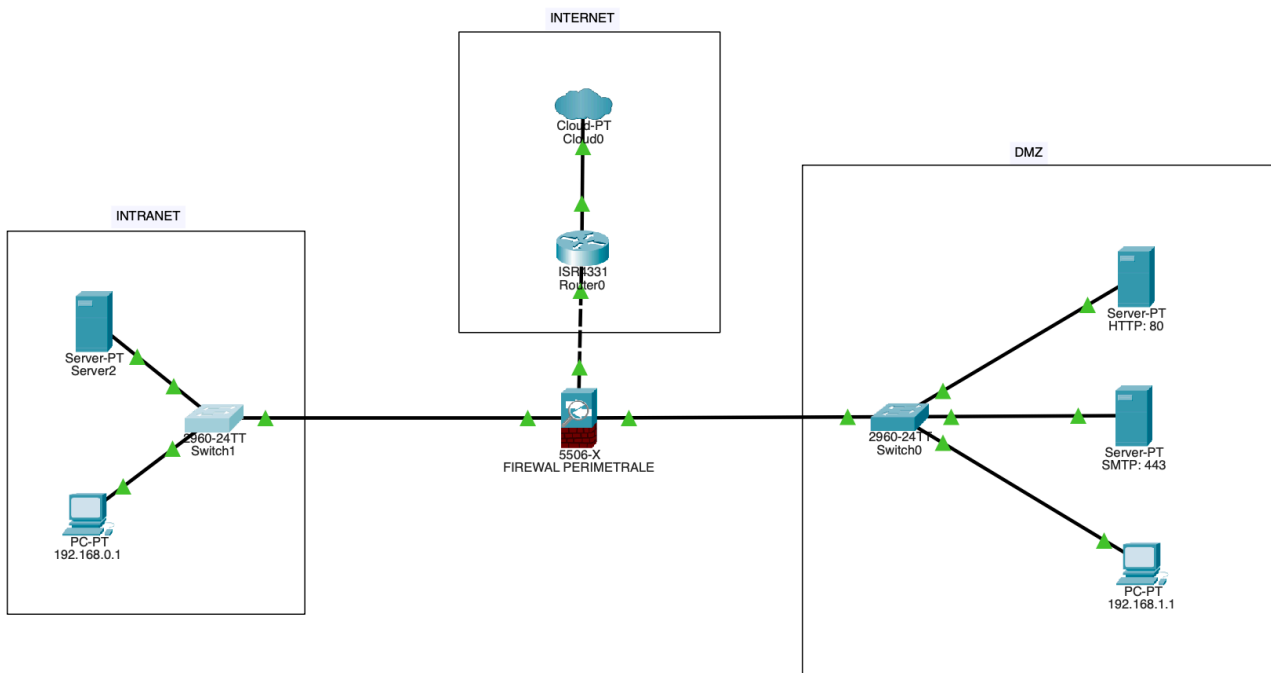 INTERNET
Cloud-PT
Cloud0
ISR4331
Router0
INTRANET
Server-PT
Server2
2960-24TT
Switch1
PC-PT
192.168.0.1
5506-X
FIREWAL PERIMETRALE
DMZ
Server-PT
HTTP: 80
2960-24TT
Switch0
Server-PT
SMTP: 443
PC-PT
192.168.1.1